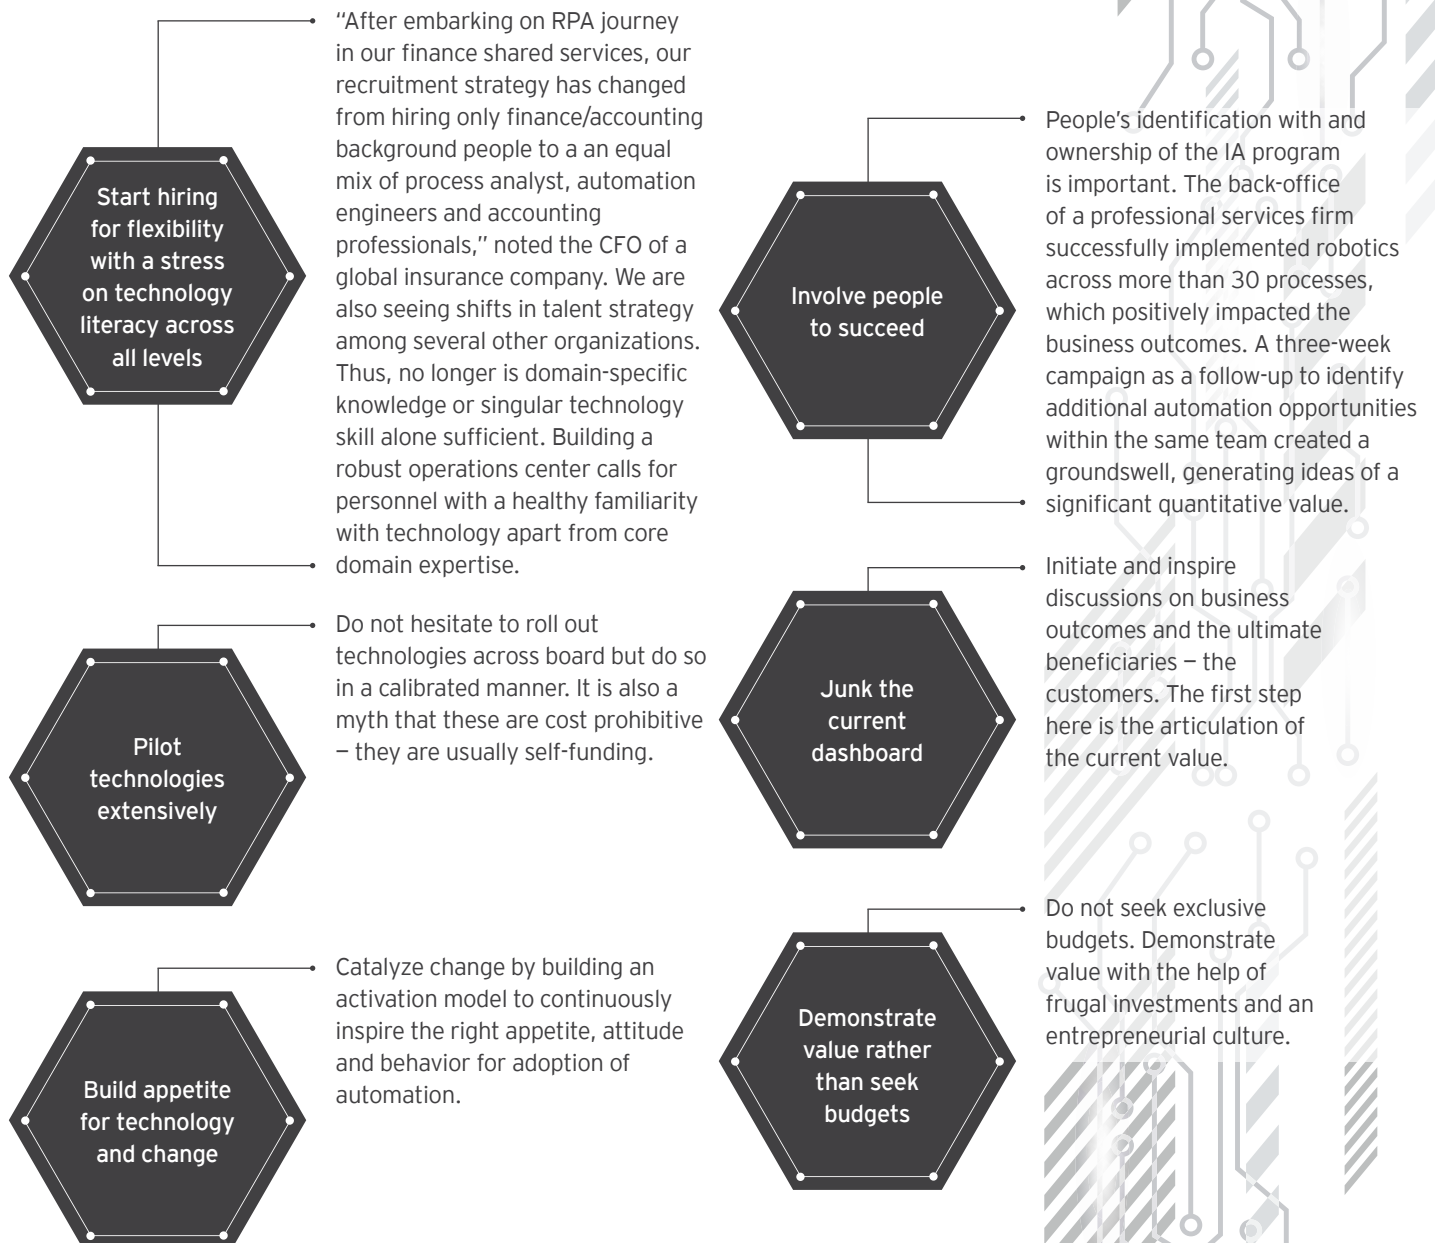 Start hiring
for flexibility
with a stress
on technology
literacy across
all levels
“After embarking on RPA journey
in our finance shared services, our
recruitment strategy has changed
from hiring only finance/accounting
background people to a an equal
mix of process analyst, automation
engineers and accounting
professionals,” noted the CFO of a
global insurance company. We are
also seeing shifts in talent strategy
among several other organizations.
Thus, no longer is domain-specific
knowledge or singular technology
skill alone sufficient. Building a
robust operations center calls for
personnel with a healthy familiarity
with technology apart from core
domain expertise.
Pilot
technologies
extensively
Do not hesitate to roll out
technologies across board but do so
in a calibrated manner. It is also a
myth that these are cost prohibitive
– they are usually self-funding.
Build appetite
for technology
and change
Catalyze change by building an
activation model to continuously
inspire the right appetite, attitude
and behavior for adoption of
automation.
Involve people
to succeed
People’s identification with and
ownership of the IA program
is important. The back-office
of a professional services firm
successfully implemented robotics
across more than 30 processes,
which positively impacted the
business outcomes. A three-week
campaign as a follow-up to identify
additional automation opportunities
within the same team created a
groundswell, generating ideas of a
significant quantitative value.
Junk the
current
dashboard
Initiate and inspire
discussions on business
outcomes and the ultimate
beneficiaries – the
customers. The first step
here is the articulation of
the current value.
Demonstrate
value rather
than seek
budgets
Do not seek exclusive
budgets. Demonstrate
value with the help of
frugal investments and an
entrepreneurial culture.